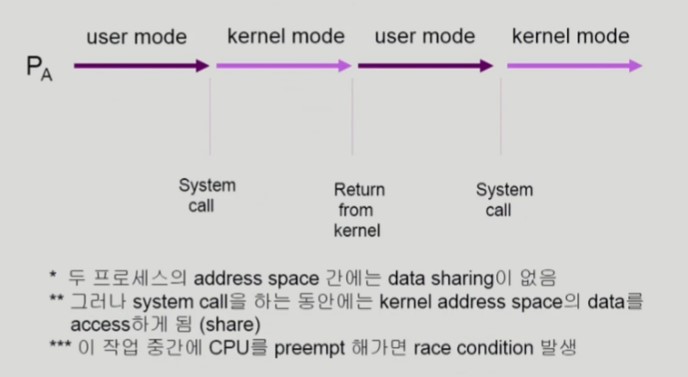 user mode kernel mode user mode kernel mode
PA
System call
Return from kernel
System call
* 두 프로세스의 address space 간에는 data sharing이 없음
** 그러나 system call을 하는 동안에는 kernel address space의 data를
access하게 됨 (share)
*** 이 작업 중간에 CPU를 preempt 해가면 race condition 발생